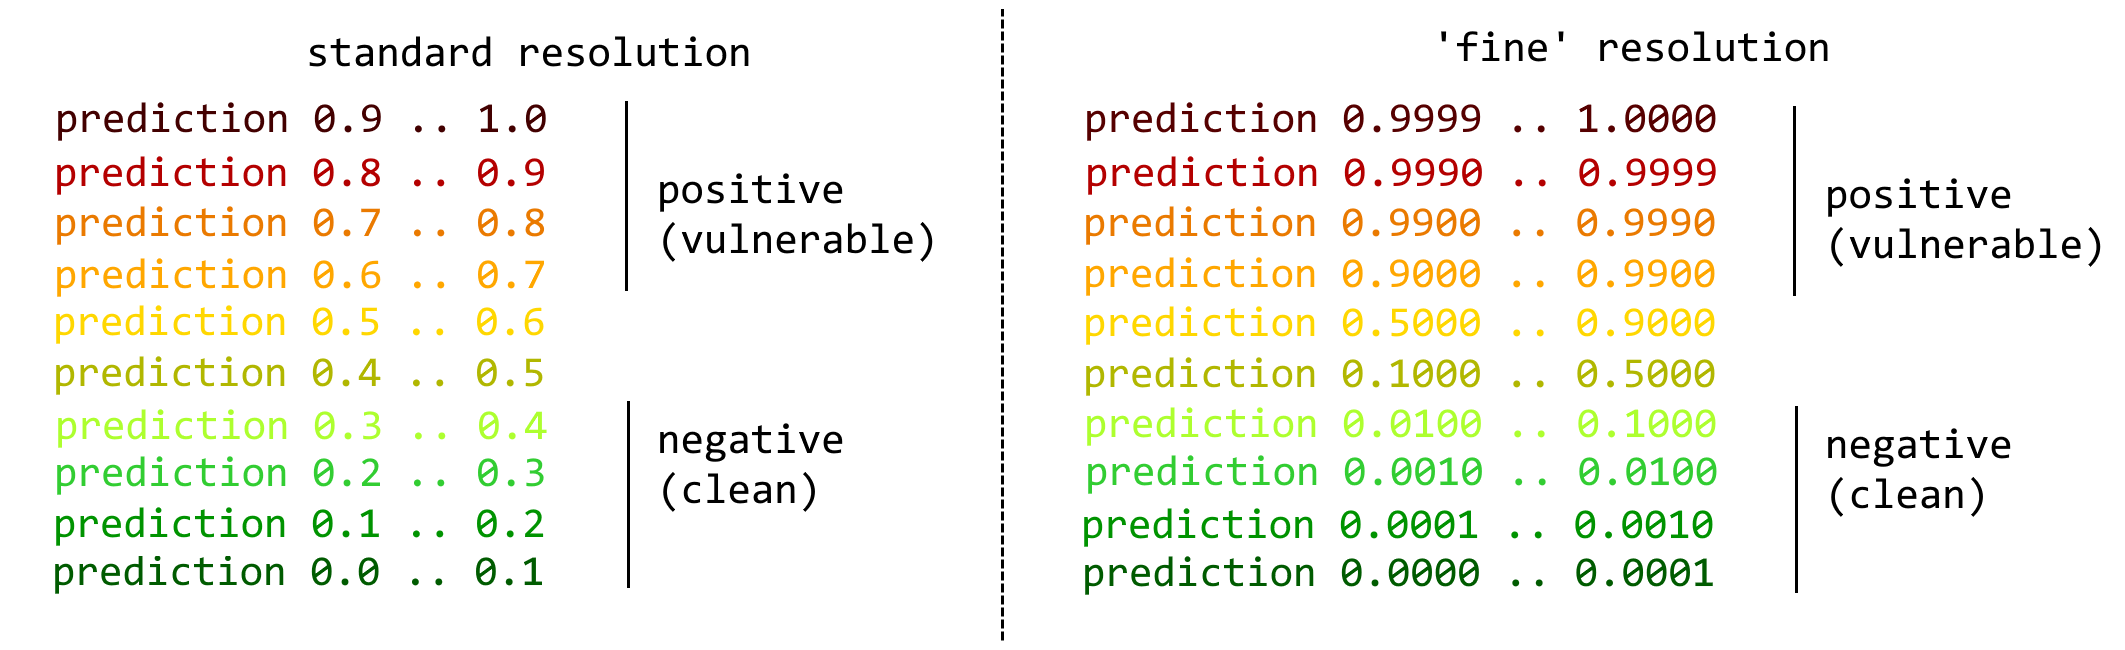 standard resolution
prediction 0.9 .. 1.0
prediction 0.8 .. 0.9
prediction 0.7 .. 0.8
prediction 0.6 .. 0.7
prediction 0.5 .. 0.6
prediction 0.4 .. 0.5
prediction 0.3 .. 0.4
prediction 0.2 .. 0.3
prediction 0.1 .. 0.2
prediction 0.0 .. 0.1
positive
(vulnerable)
negative
(clean)
'fine' resolution
prediction 0.9999 .. 1.0000
prediction 0.9990 .. 0.9999
prediction 0.9900 .. 0.9990
prediction 0.9000 .. 0.9900
prediction 0.5000 .. 0.9000
prediction 0.1000 .. 0.5000
prediction 0.0100 .. 0.1000
prediction 0.0010 .. 0.0100
prediction 0.0001 .. 0.0010
prediction 0.0000 .. 0.0001
positive
(vulnerable)
negative
(clean)